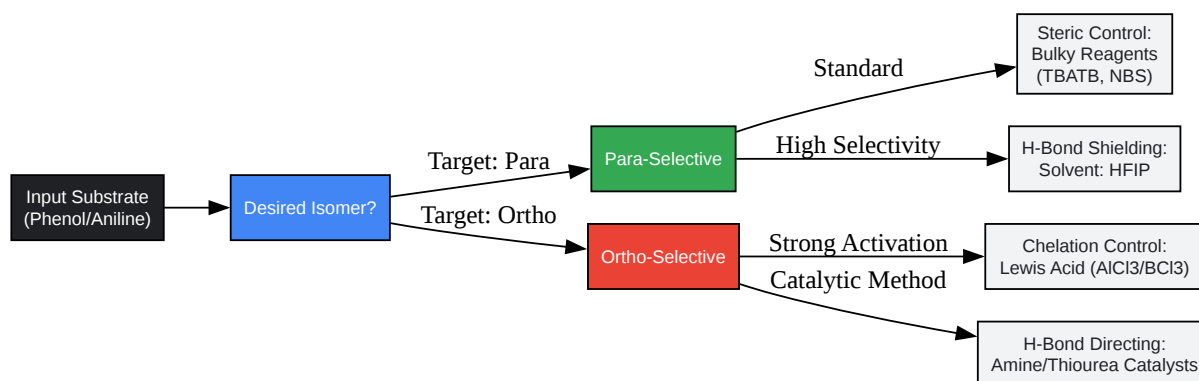 Input Substrate
(Phenol/Aniline)
Desired Isomer?
Target: Para
Target: Ortho
Para-Selective
Ortho-Selective
Standard
High Selectivity
Strong Activation
Catalytic Method
Steric Control:
Bulky Reagents
(TBATB, NBS)
H-Bond Shielding:
Solvent: HFIP
Chelation Control:
Lewis Acid (AlCl3/BCl3)
H-Bond Directing:
Amine/Thiourea Catalysts